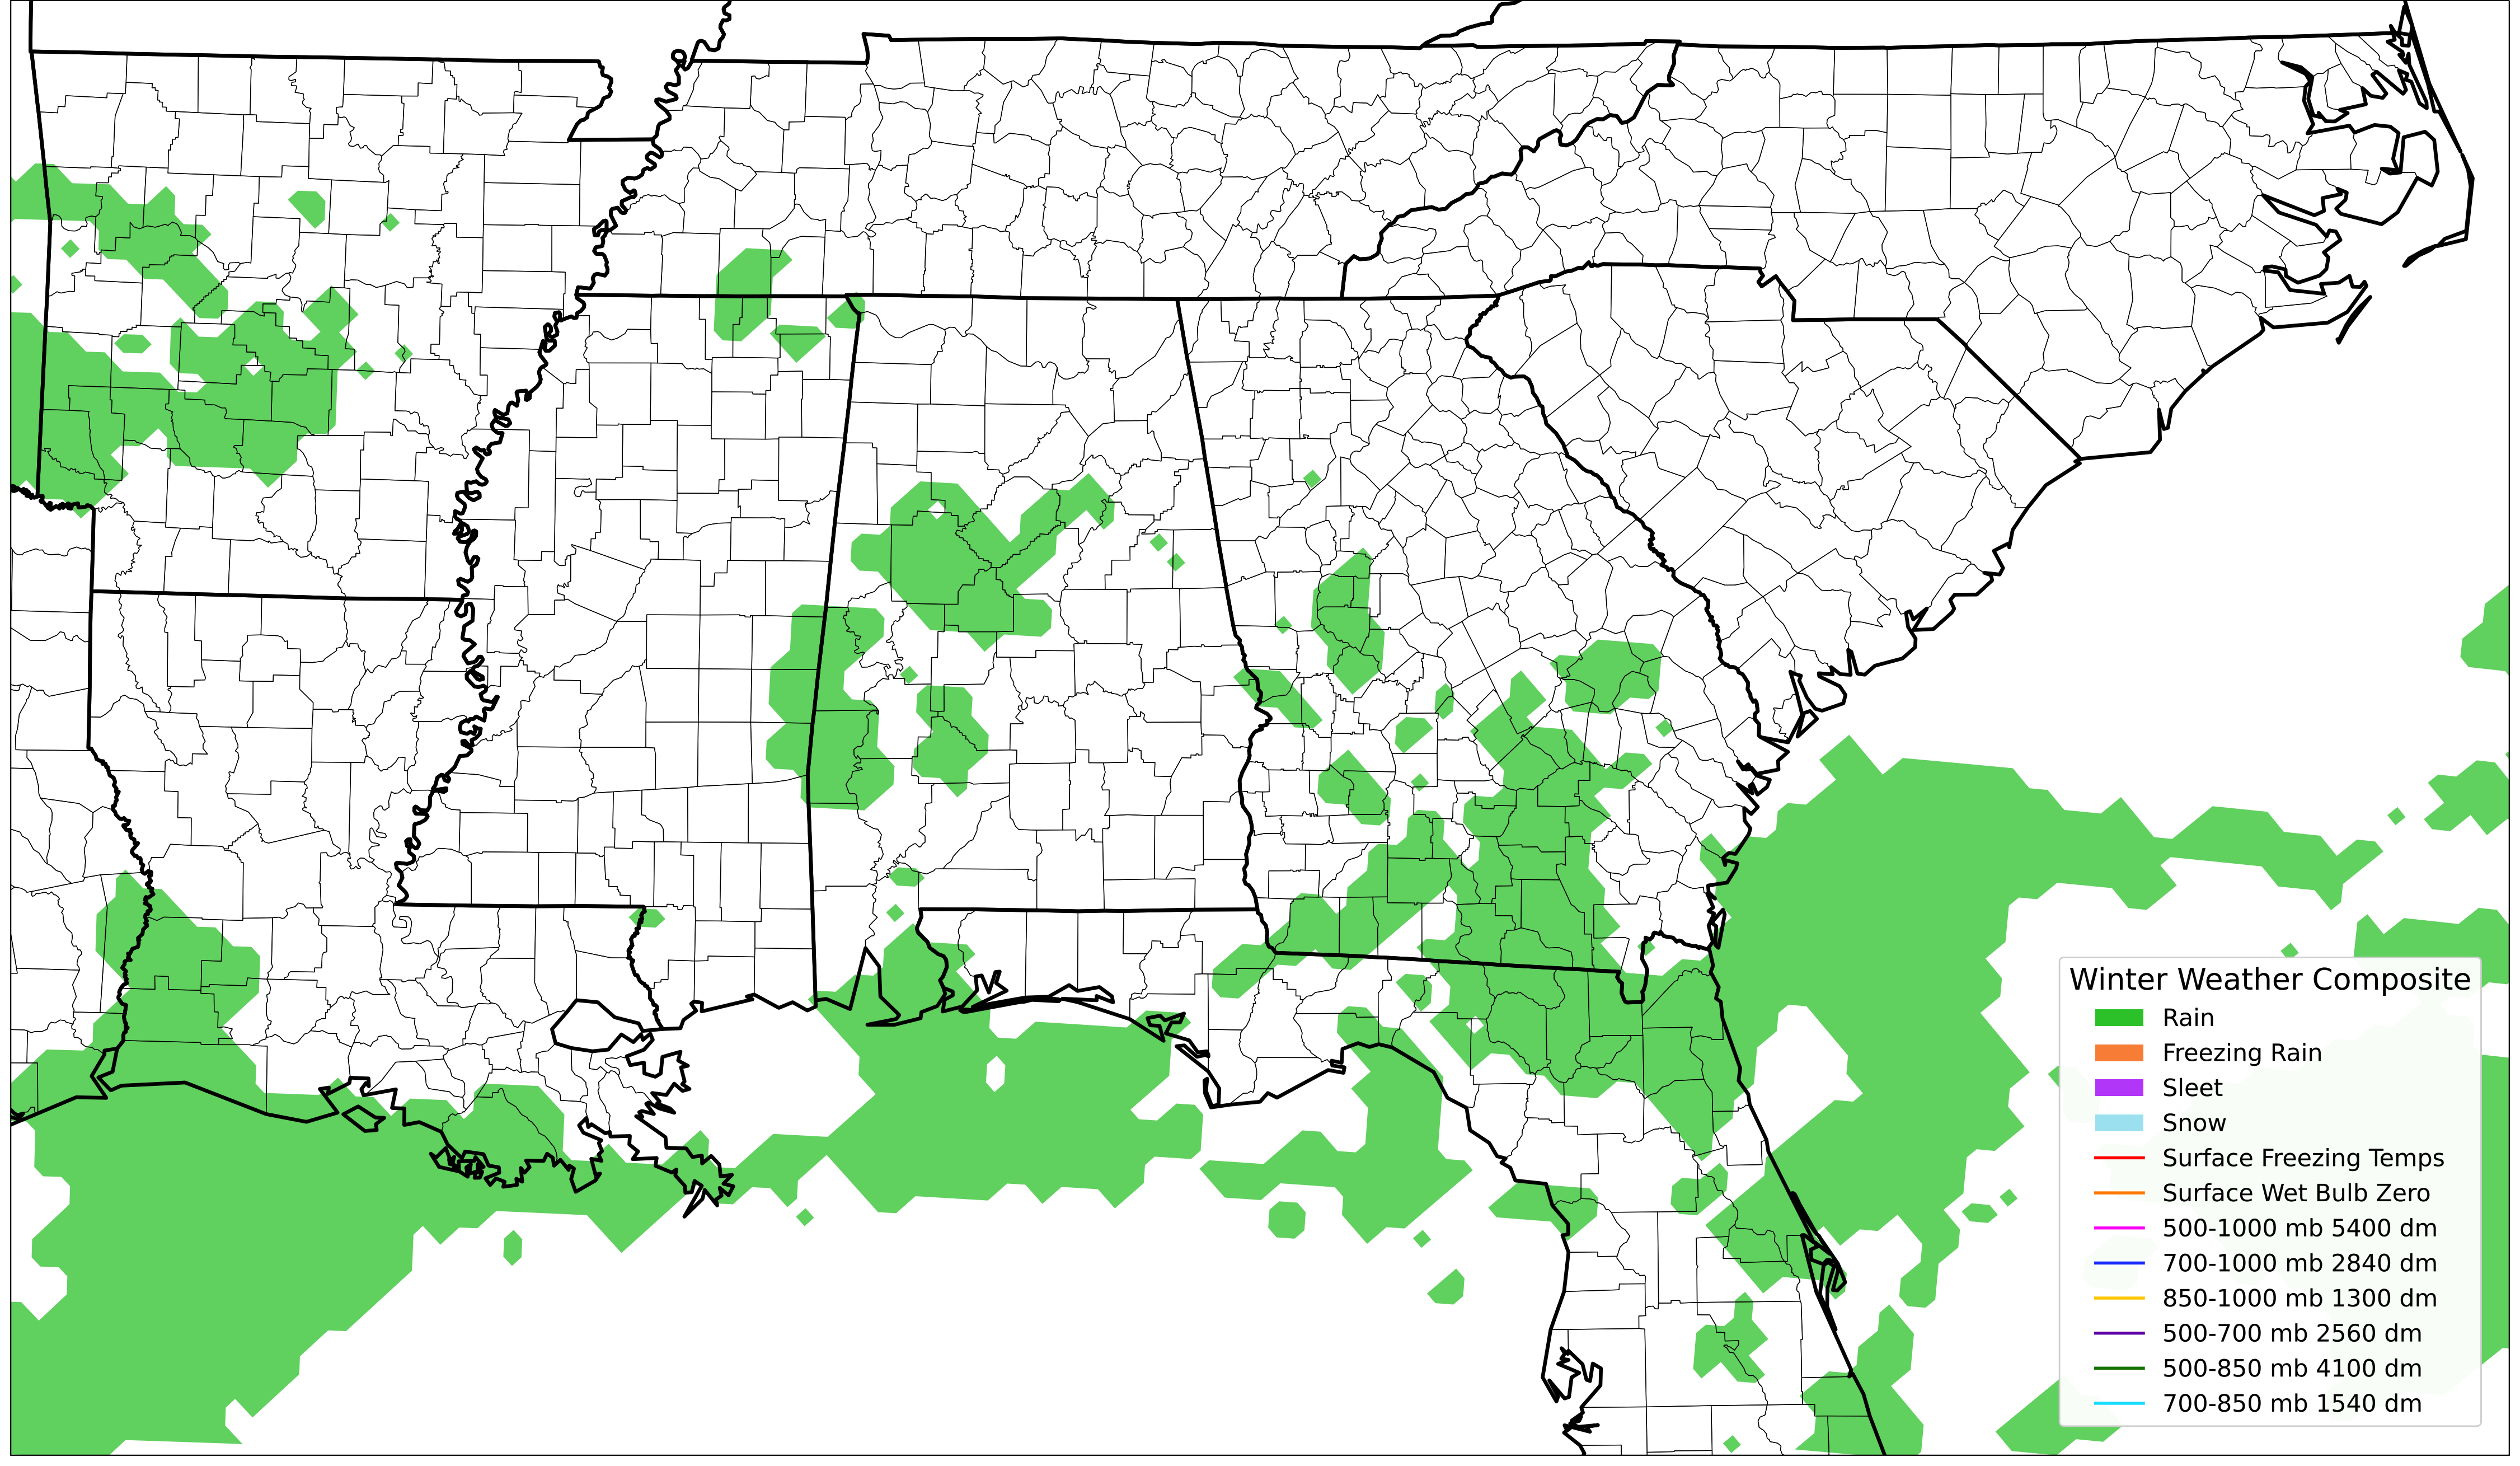 Winter Weather Composite
Rain
Freezing Rain
Sleet
Snow
Surface Freezing Temps
Surface Wet Bulb Zero
500-1000 mb 5400 dm
700-1000 mb 2840 dm
850-1000 mb 1300 dm
500-700 mb 2560 dm
500-850 mb 4100 dm
700-850 mb 1540 dm